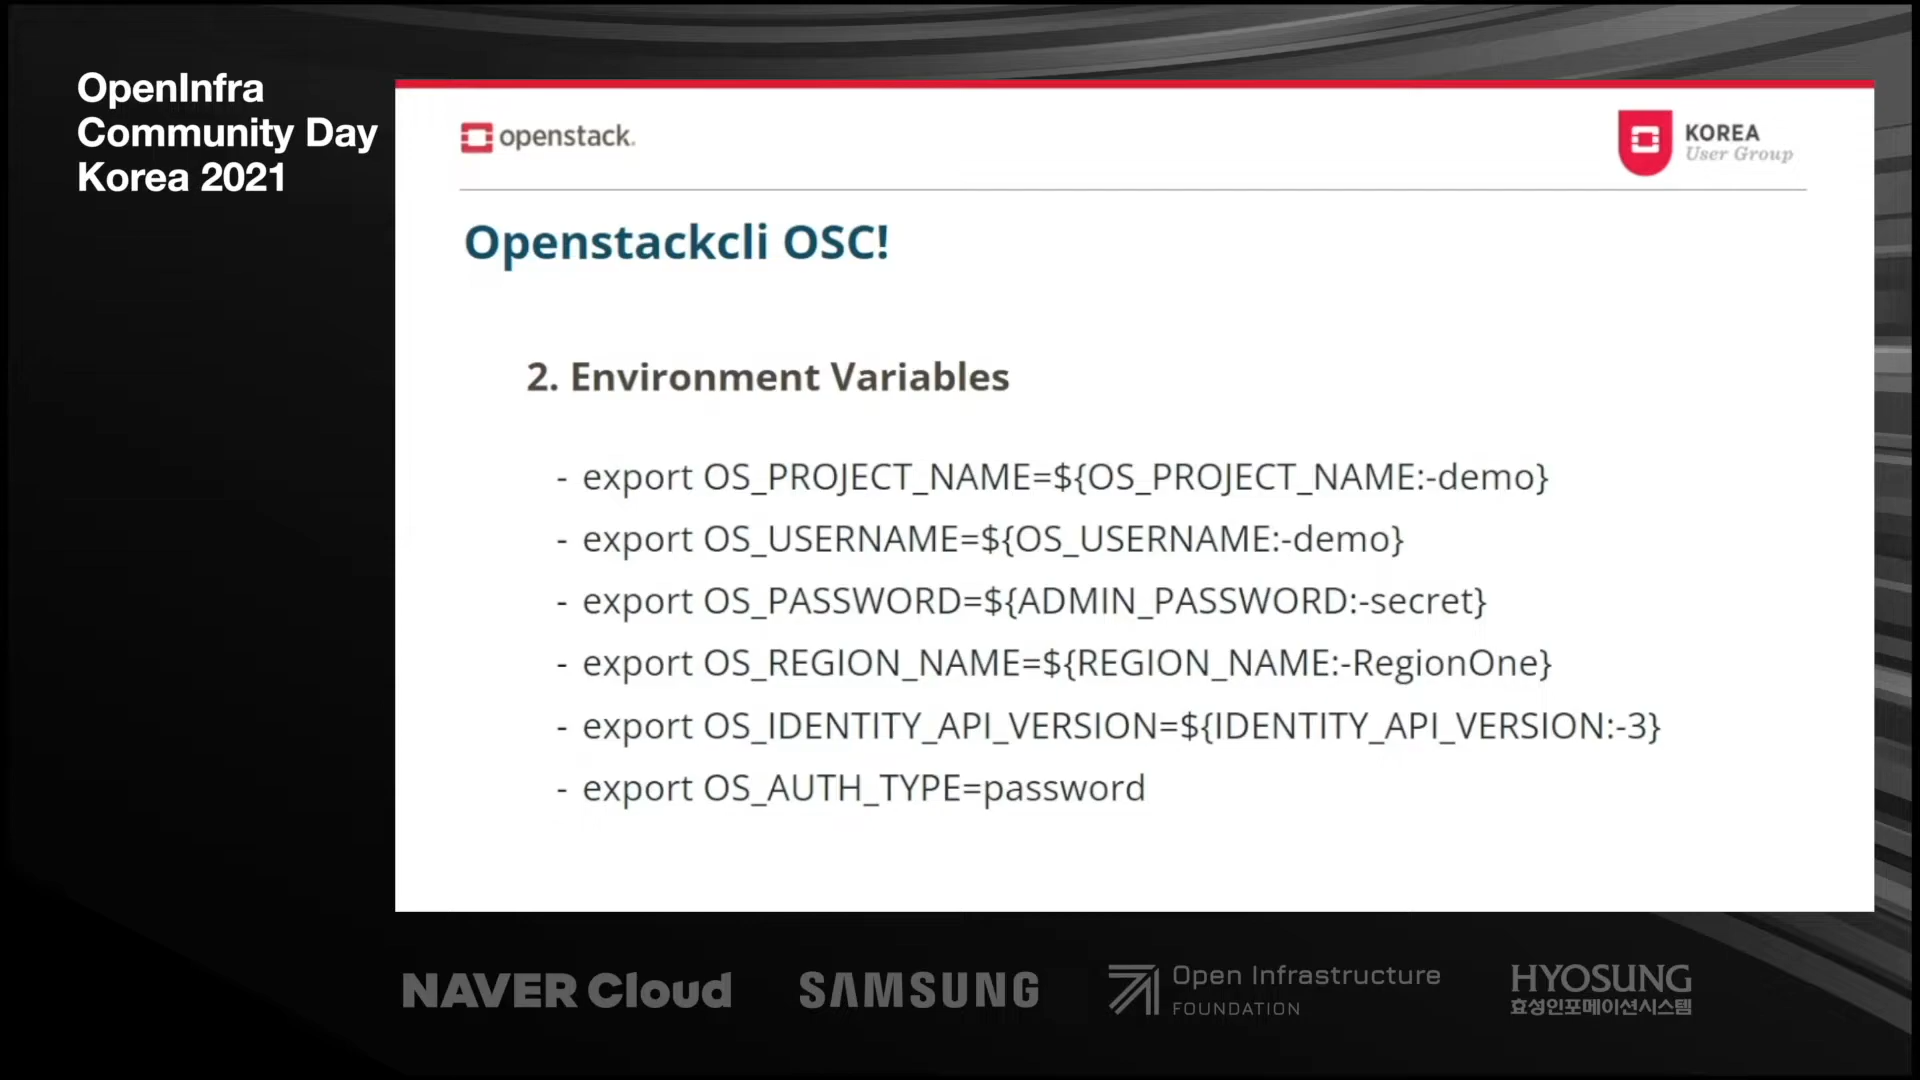 OpenInfra
Community Day
Korea 2021
openstack.
KOREA
User Group
Openstackcli OSC!
2. Environment Variables
- export OS_PROJECT_NAME=${OS_PROJECT_NAME:-demo}
- export OS_USERNAME=${OS_USERNAME:-demo}
- export OS_PASSWORD=${ADMIN_PASSWORD:-secret}
- export OS_REGION_NAME=${REGION_NAME:-RegionOne}
- export OS_IDENTITY_API_VERSION=${IDENTITY_API_VERSION:-3}
- export OS_AUTH_TYPE=password
NAVER Cloud
SAMSUNG
Open Infrastructure
FOUNDATION
HYOSUNG
효성인포메이션시스템